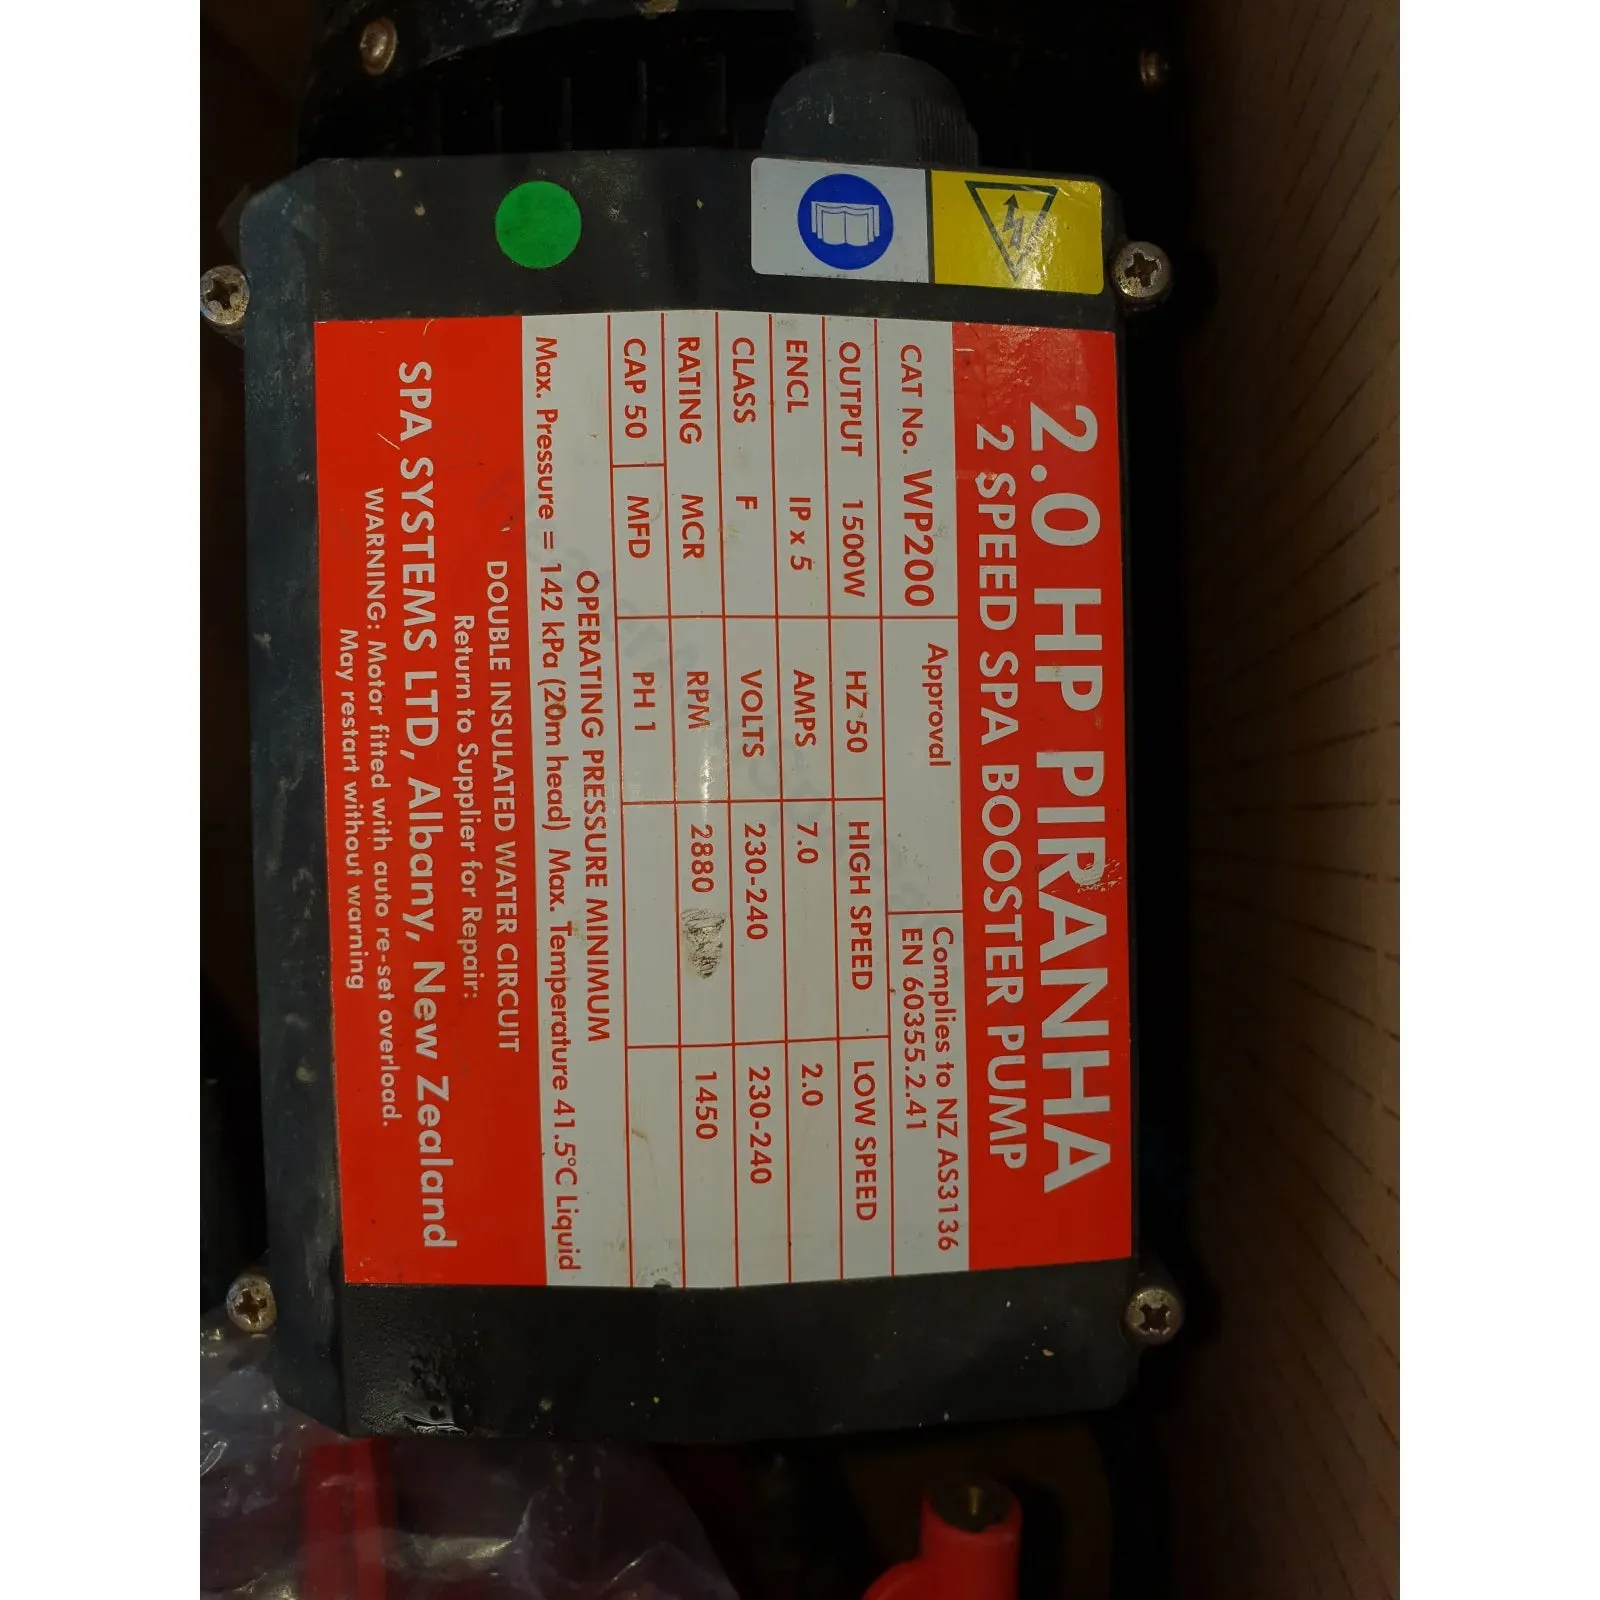 2.0 HP PIRANHA
2 SPEED SPA BOOSTER PUMP
CAT No. WP200 Approval Complies to NZ AS3136
EN 60355.2.41
OUTPUT 1500W HZ 50 HIGH SPEED LOW SPEED
ENCL IP x 5 AMPS 7.0 2.0
CLASS F VOLTS 230-240 230-240
RATING MCR RPM 2880 1450
CAP 50 MFD PH 1
OPERATING PRESSURE MINIMUM
Max. Pressure = 142 kPa (20m head) Max. Temperature 41.5°C Liquid
DOUBLE INSULATED WATER CIRCUIT
Return to Supplier for Repair:
SPA SYSTEMS LTD, Albany, New Zealand
WARNING: Motor fitted with auto re-set overload.
May restart without warning